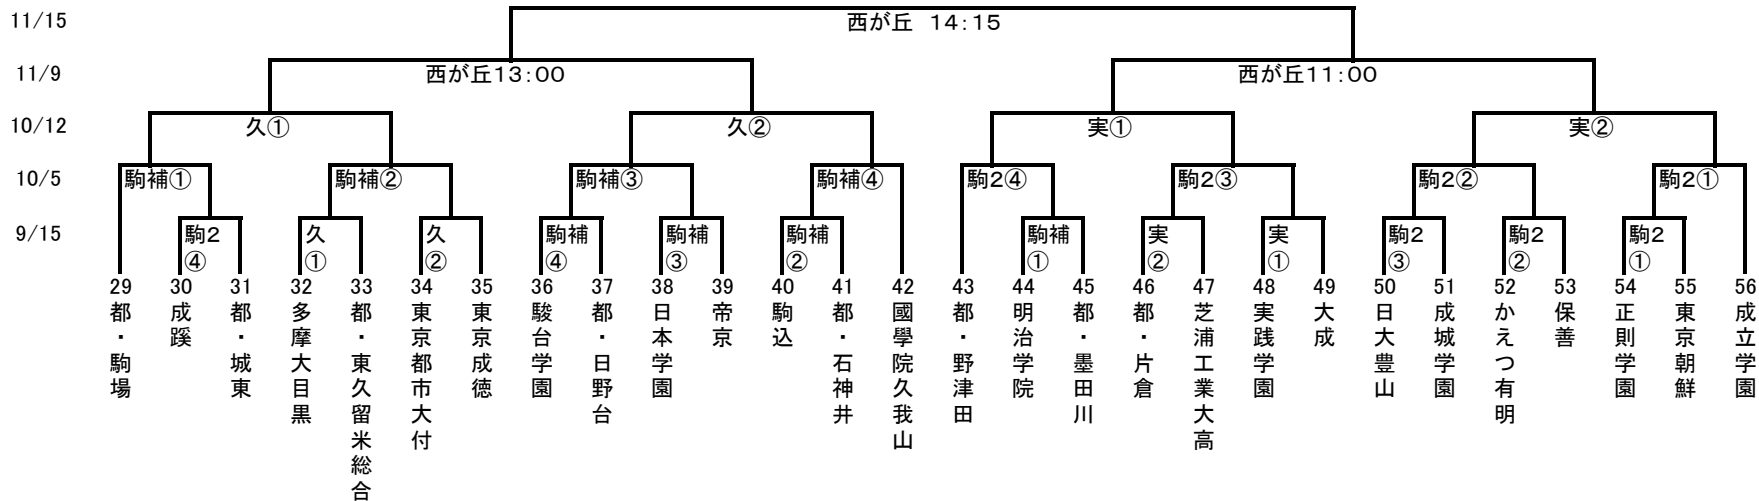 11/15
西が丘 14:15
11/9
西が丘13:00
西が丘11:00
10/12
久①
久②
実①
実②
10/5
駒補①
駒補②
駒補③
駒補④
駒2④
駒2③
駒2②
駒2①
9/15
駒2④
久①
久②
駒補④
駒補③
駒補②
駒補①
実②
実①
駒2③
駒2②
駒2①
29 都・駒場
30 成蹊
31 都・城東
32 多摩大目黒
33 都・東久留米総合
34 東京都市大付
35 東京成徳
36 駿台学園
37 都・日野台
38 日本学園
39 帝京
40 駒込
41 都・石神井
42 國學院久我山
43 都・野津田
44 明治学院
45 都・墨田川
46 都・片倉
47 芝浦工業大高
48 実践学園
49 大成
50 日大豊山
51 成城学園
52 かえつ有明
53 保善
54 正則学園
55 東京朝鮮
56 成立学園